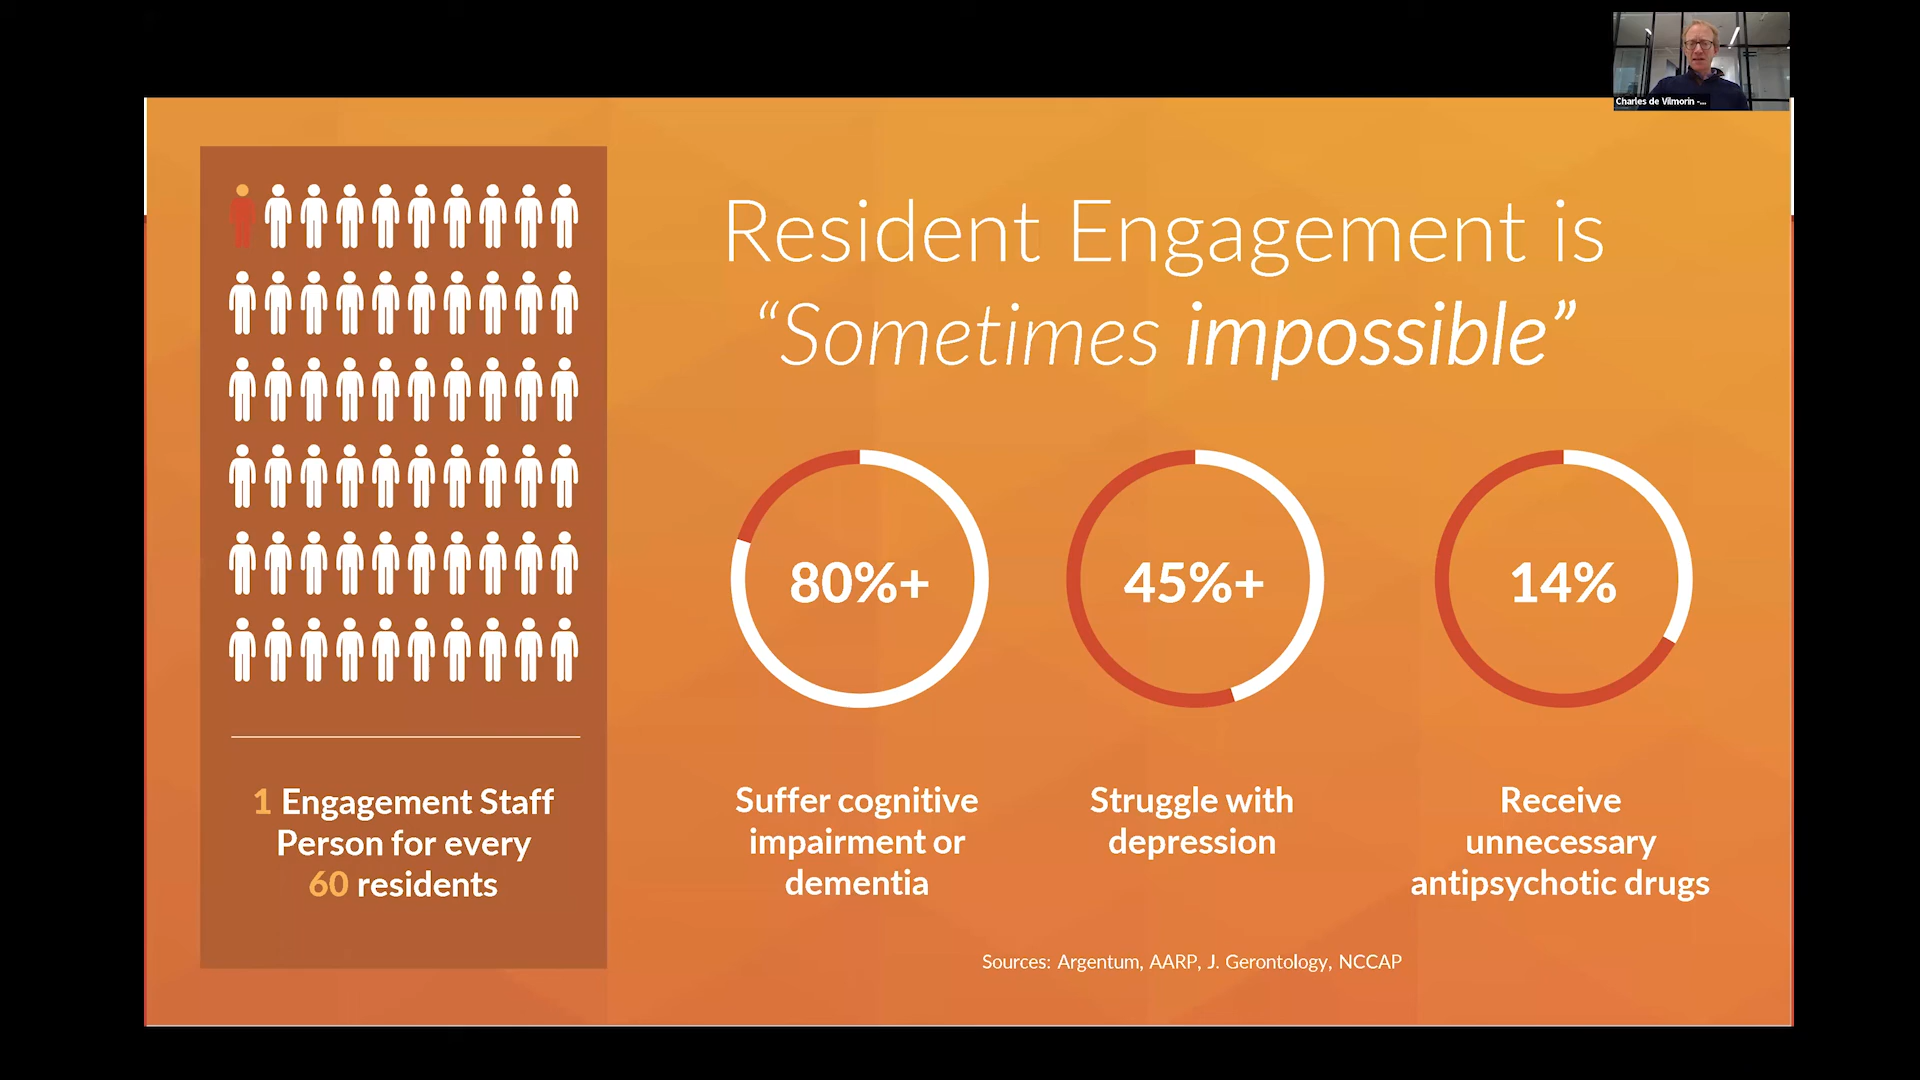 Charles de Vilmorin -...
Resident Engagement is
“Sometimes impossible”
1 Engagement Staff
Person for every
60 residents
80%+
Suffer cognitive
impairment or
dementia
45%+
Struggle with
depression
14%
Receive
unnecessary
antipsychotic drugs
Sources: Argentum, AARP, J. Gerontology, NCCAP